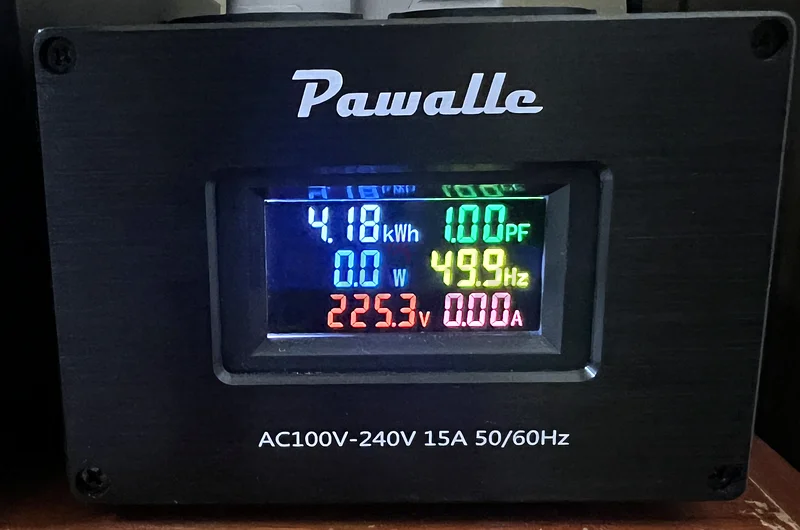 Pawalle
4.18kWh 1.00PF
0.0 W 49.9Hz
225.3V 0.00A
AC100V-240V 15A 50/60Hz